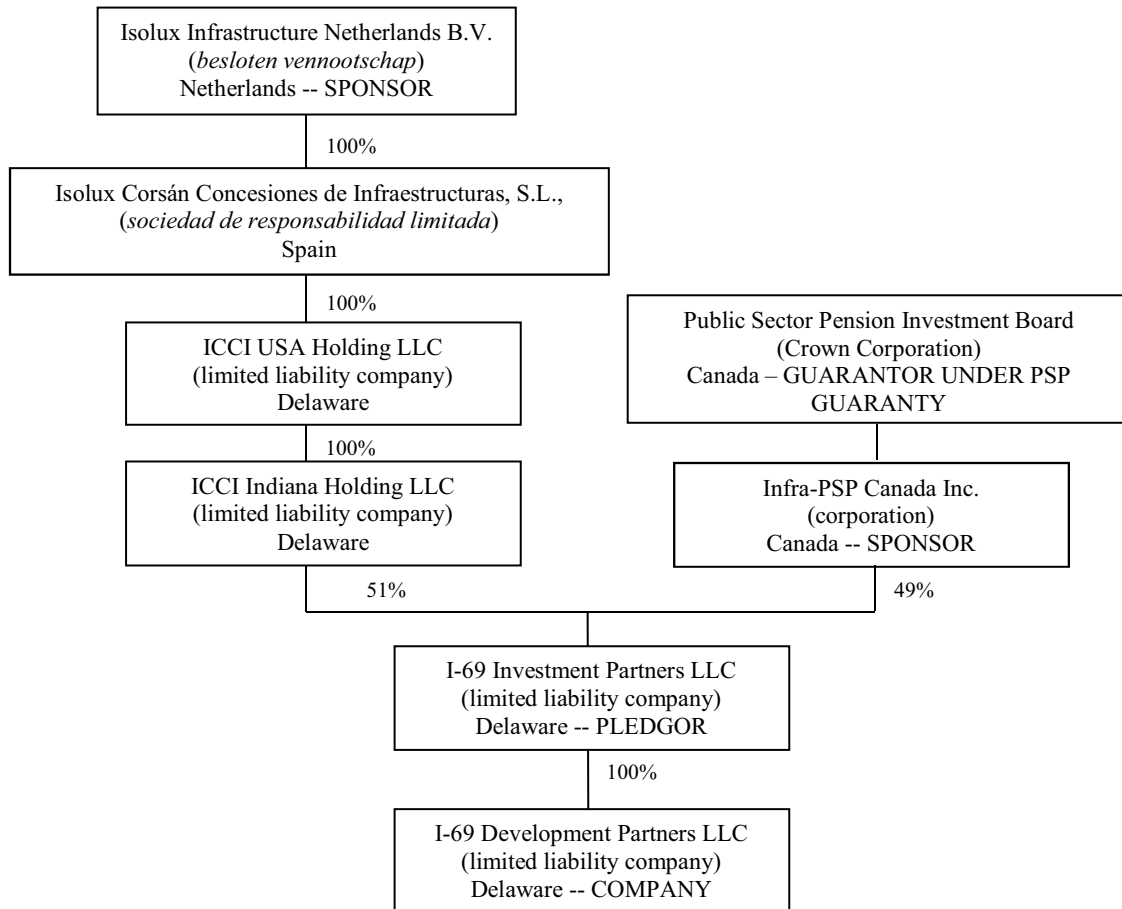 Isolux Infrastructure Netherlands B.V.
(besloten vennootschap)
Netherlands -- SPONSOR
100%
Isolux Corsán Concesiones de Infraestructuras, S.L.,
(sociedad de responsabilidad limitada)
Spain
100%
ICCI USA Holding LLC
(limited liability company)
Delaware
100%
ICCI Indiana Holding LLC
(limited liability company)
Delaware
51%
Public Sector Pension Investment Board
(Crown Corporation)
Canada – GUARANTOR UNDER PSP
GUARANTY
Infra-PSP Canada Inc.
(corporation)
Canada -- SPONSOR
49%
I-69 Investment Partners LLC
(limited liability company)
Delaware -- PLEDGOR
100%
I-69 Development Partners LLC
(limited liability company)
Delaware -- COMPANY